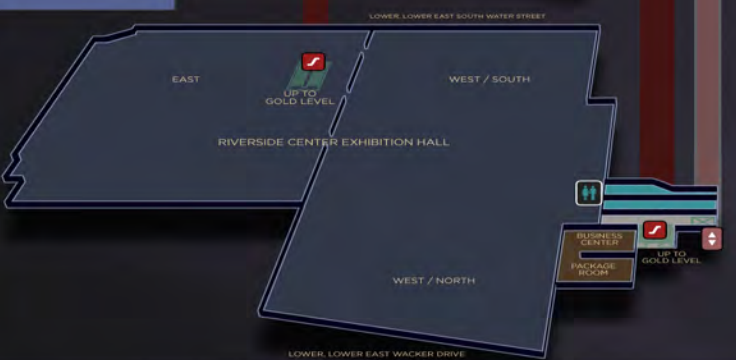 LOWER, LOWER EAST SOUTH WATER STREET
EAST
WEST / SOUTH
UP TO
GOLD LEVEL
RIVERSIDE CENTER EXHIBITION HALL
BUSINESS
CENTER
UP TO
GOLD LEVEL
PACKAGE
ROOM
WEST / NORTH
LOWER, LOWER EAST WACKER DRIVE